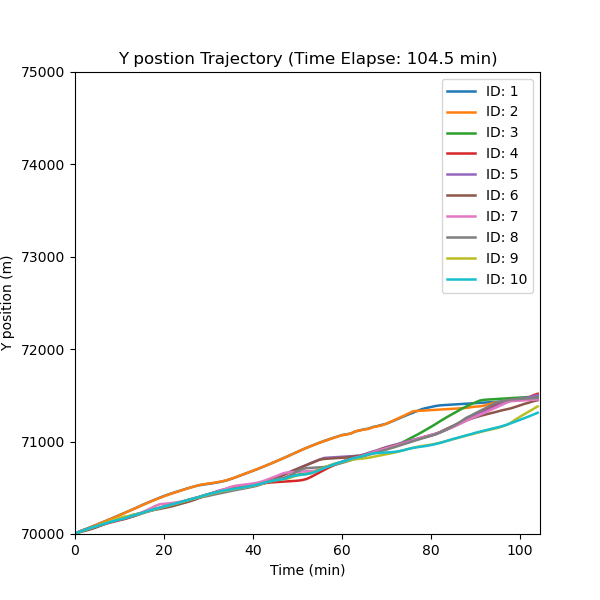 Y postion Trajectory (Time Elapse: 104.5 min)
75000
74000
73000
72000
71000
70000
Y position (m)
ID: 1
ID: 2
ID: 3
ID: 4
ID: 5
ID: 6
ID: 7
ID: 8
ID: 9
ID: 10
0 20 40 60 80 100
Time (min)